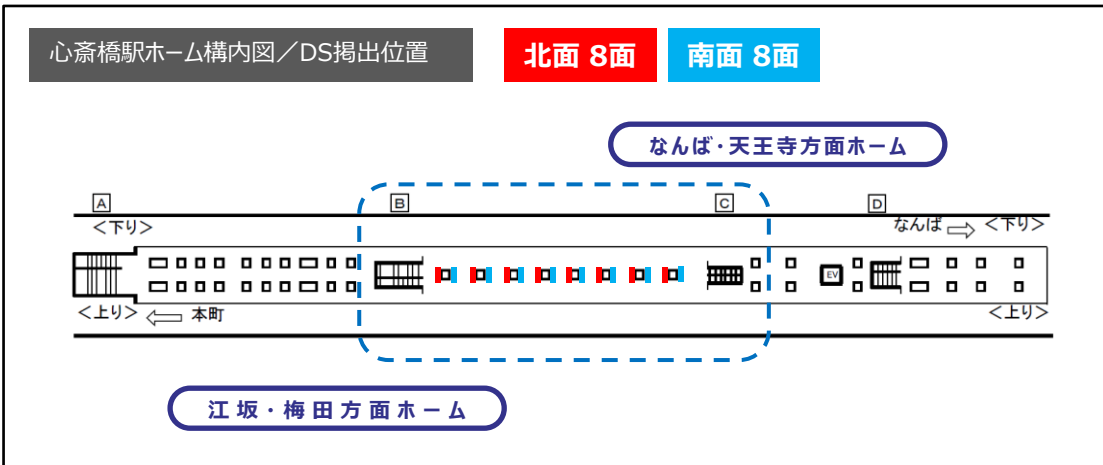 心斎橋駅ホーム構内図／DS掲出位置
北面 8面
南面 8面
なんば・天王寺方面ホーム
A
B
C
D
＜下り＞
なんば ⇨ ＜下り＞
EV
＜上り＞ ⇦ 本町
＜上り＞
江坂・梅田方面ホーム